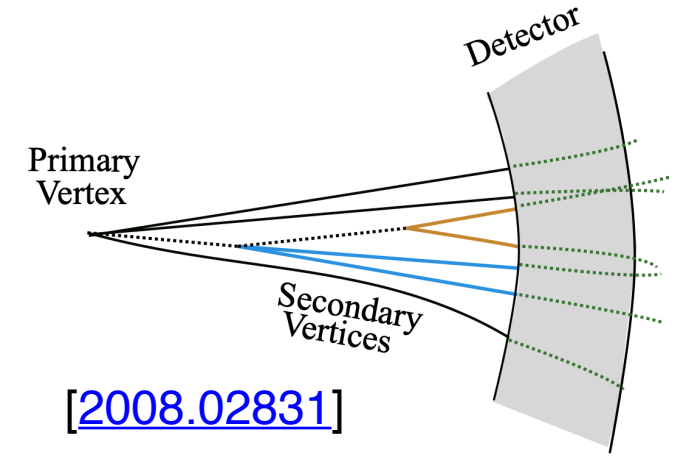 Detector
Primary
Vertex
Secondary
Vertices
[2008.02831]